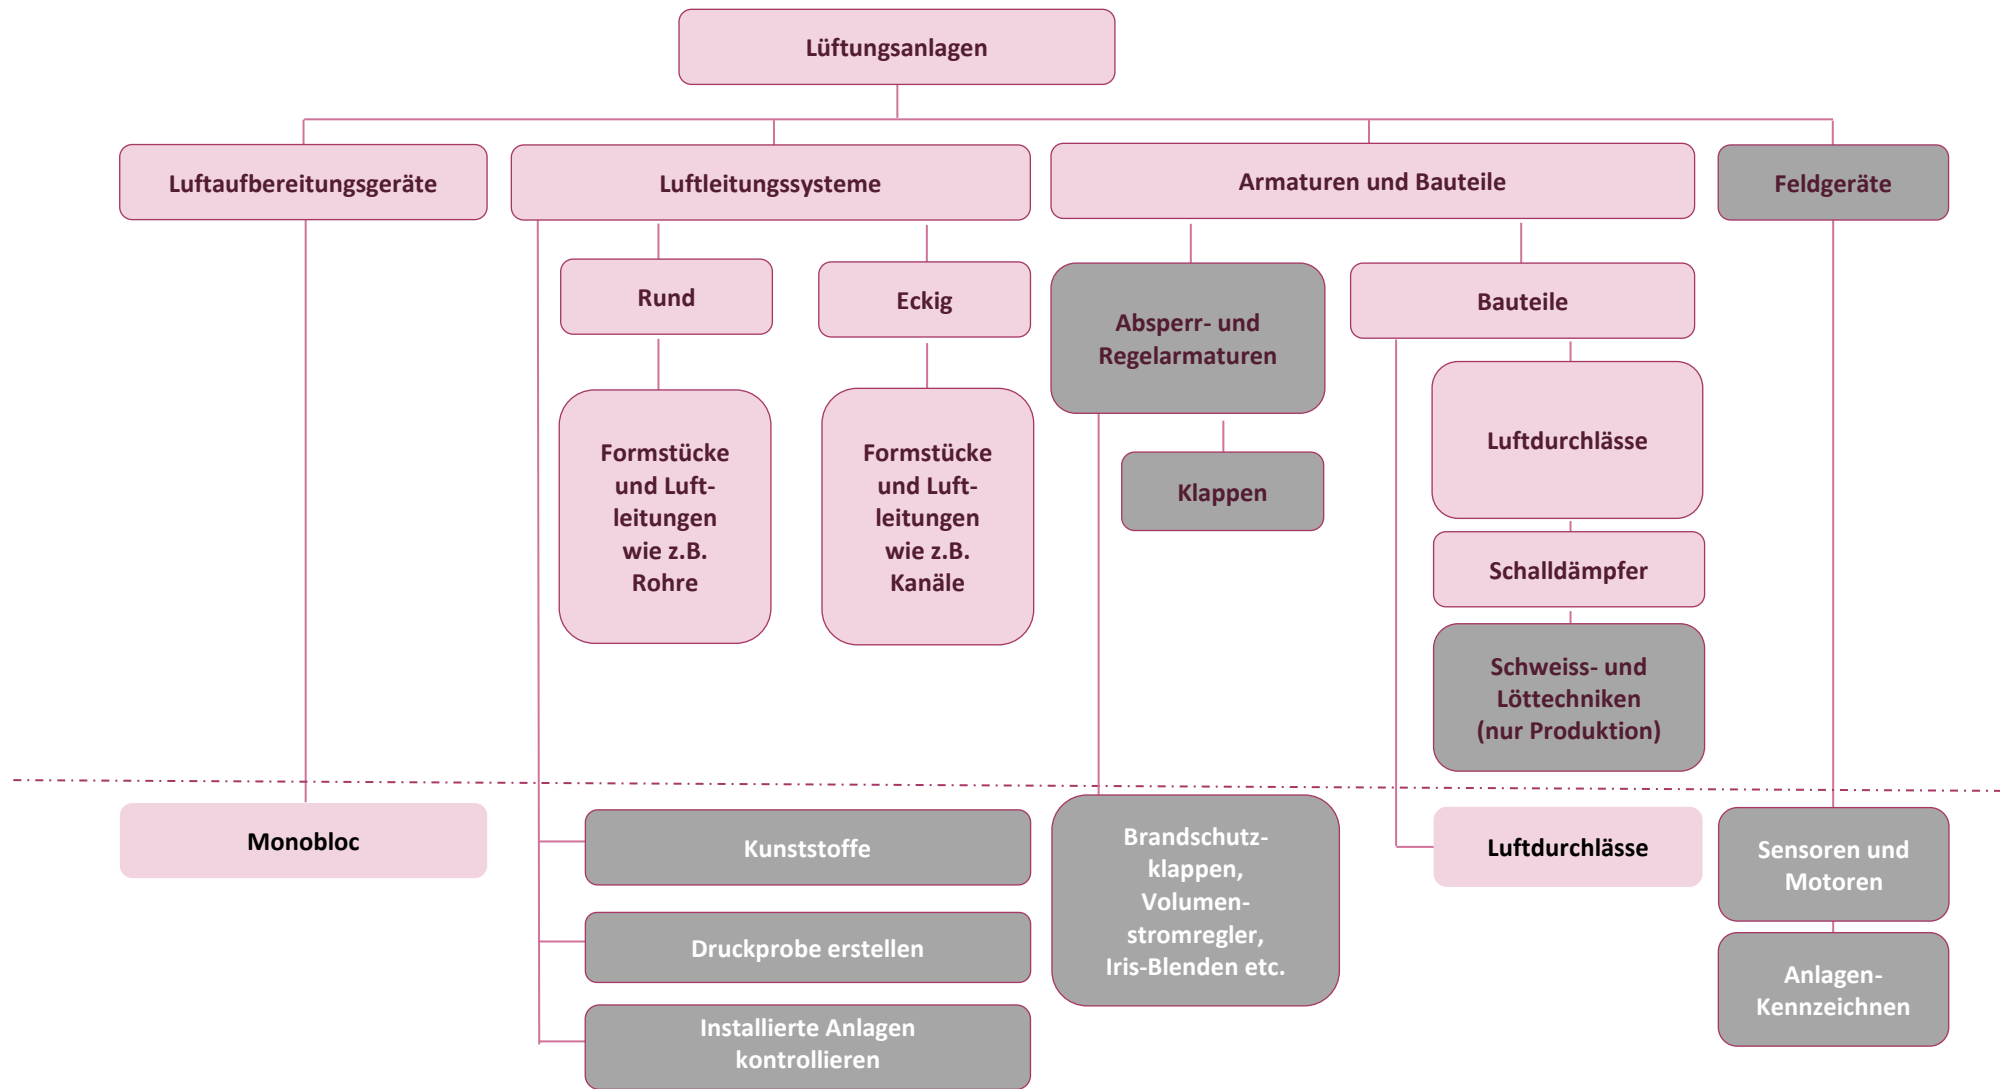 Lüftungsanlagen
Luftaufbereitungsgeräte
Luftleitungssysteme
Armaturen und Bauteile
Feldgeräte
Rund
Eckig
Absperr- und
Regelarmaturen
Bauteile
Formstücke
und Luft-
leitungen
wie z.B.
Rohre
Formstücke
und Luft-
leitungen
wie z.B.
Kanäle
Klappen
Luftdurchlässe
Schalldämpfer
Schweiss- und
Löttechniken
(nur Produktion)
Monobloc
Kunststoffe
Druckprobe erstellen
Installierte Anlagen
kontrollieren
Brandschutz-
klappen,
Volumen-
stromregler,
Iris-Blenden etc.
Luftdurchlässe
Sensoren und
Motoren
Anlagen-
Kennzeichnen